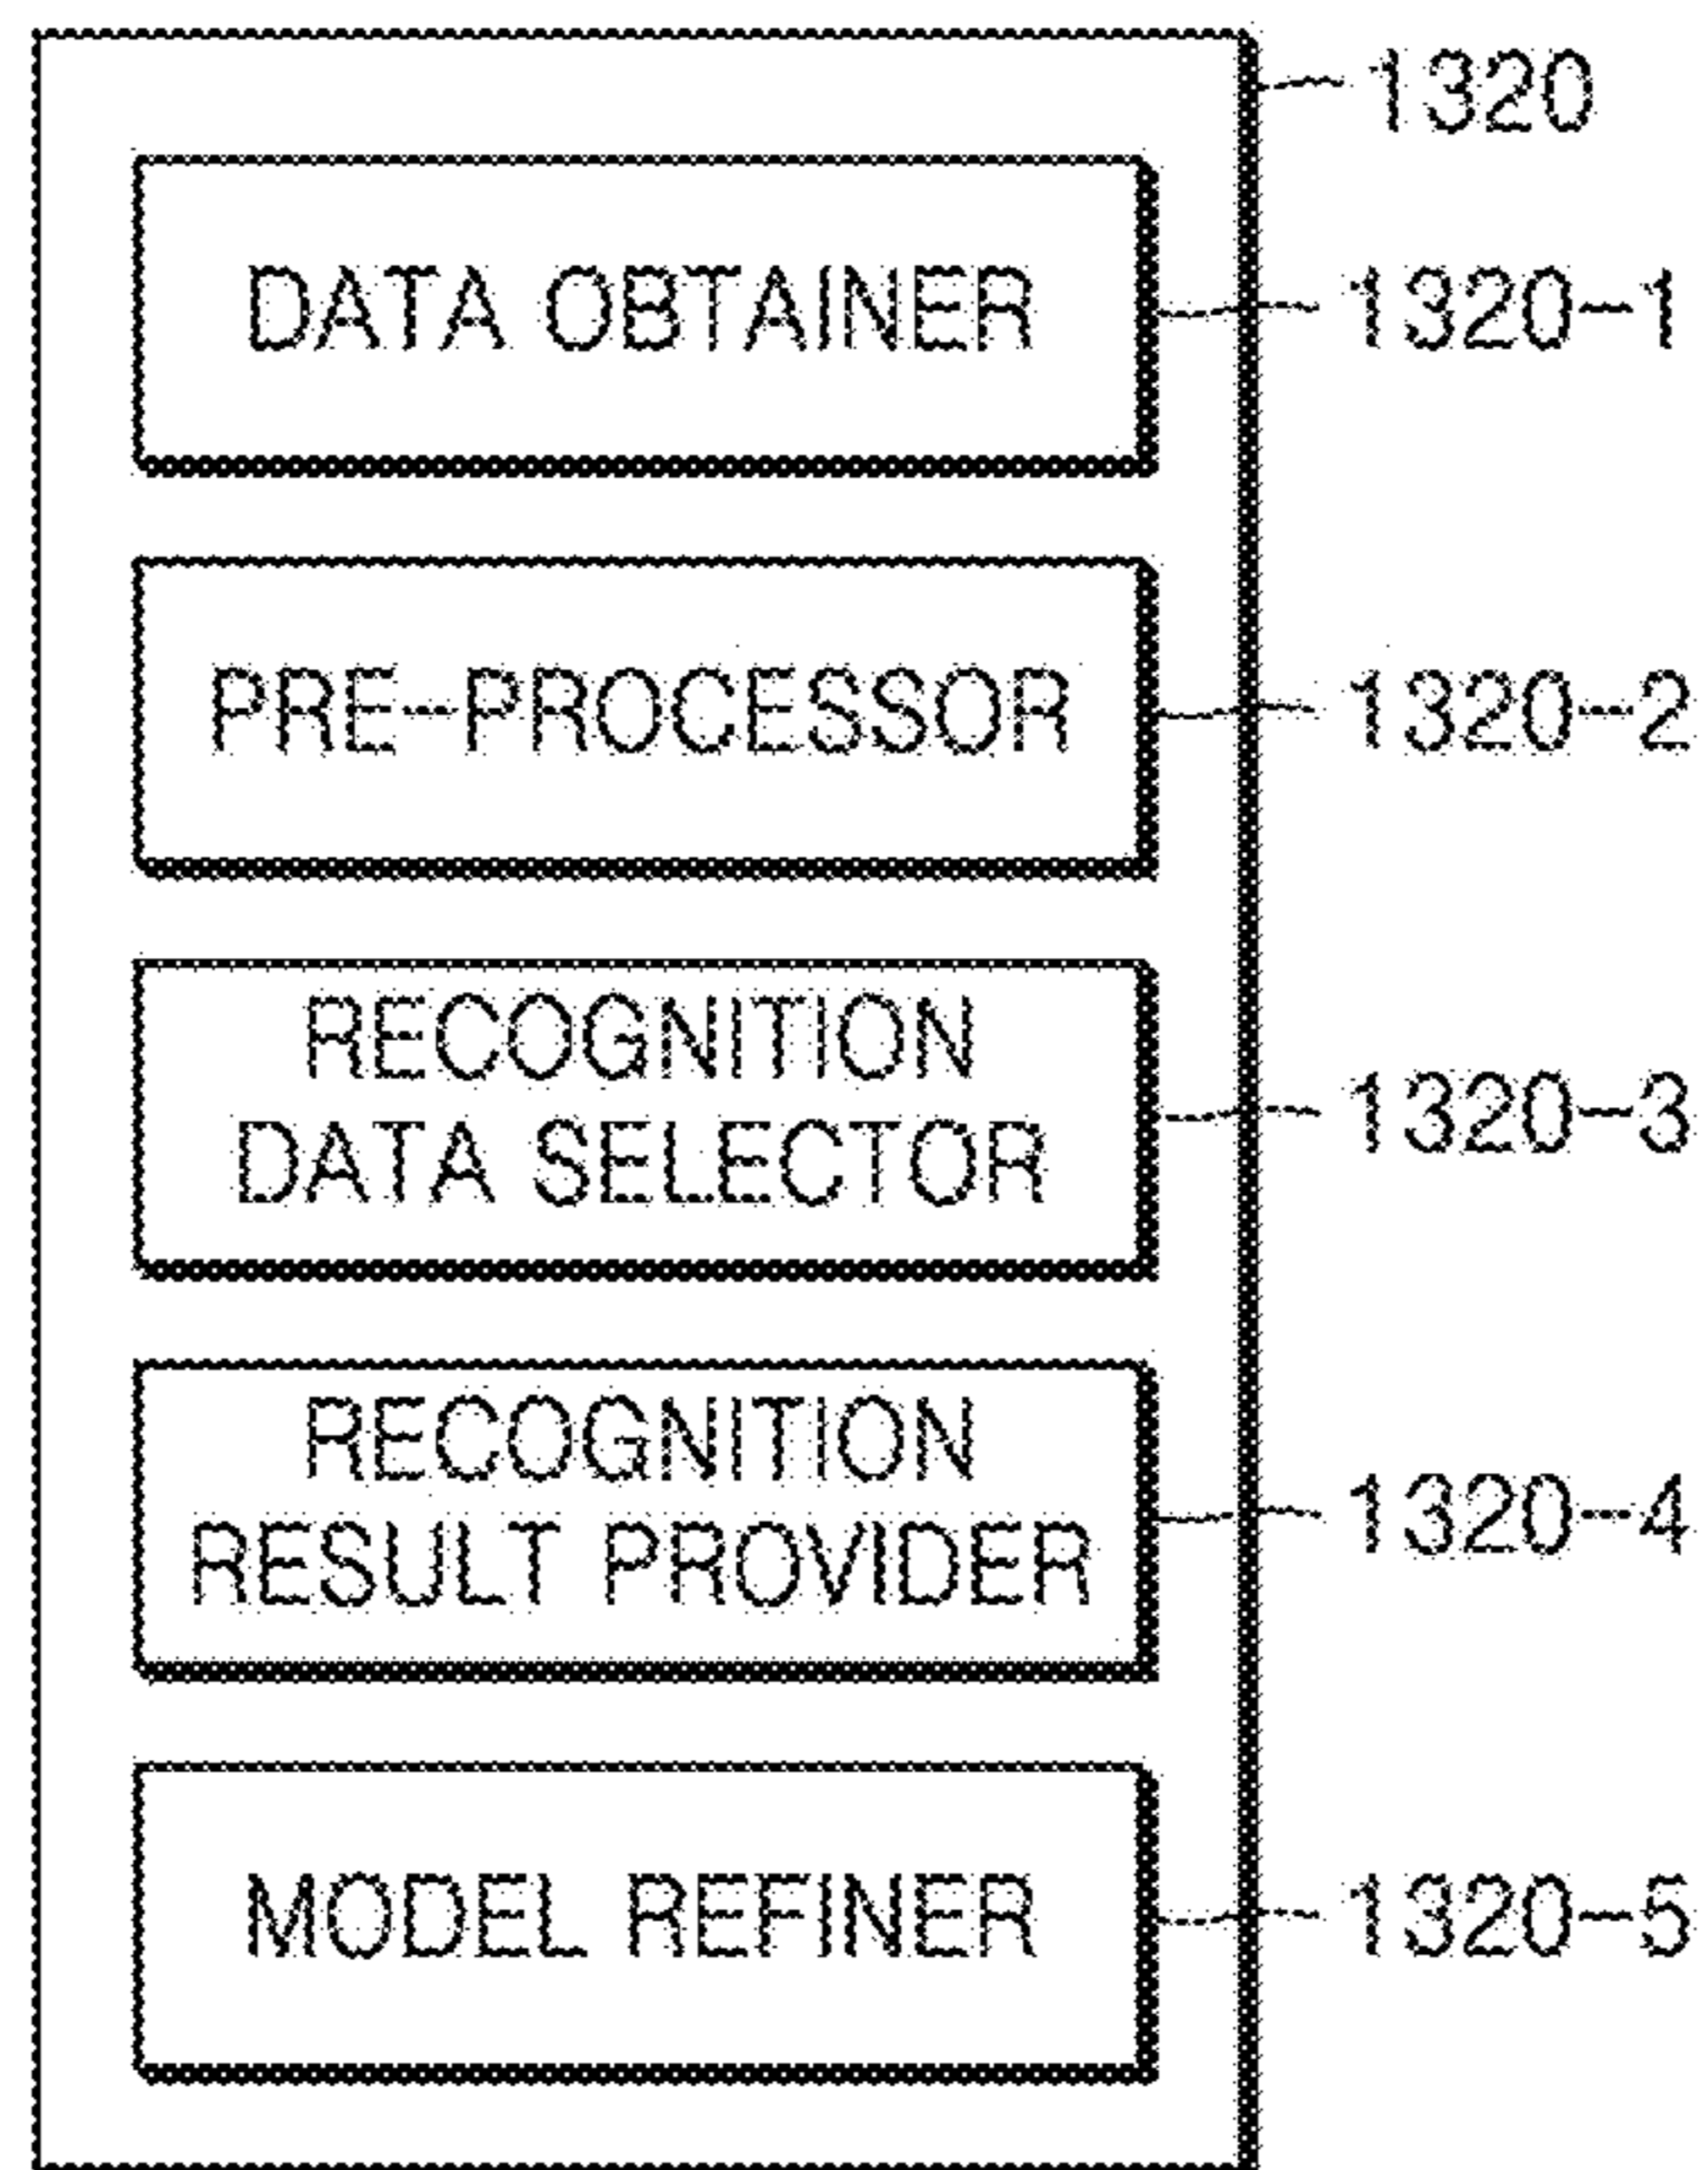 1320
DATA OBTAINER
1320-1
PRE-PROCESSOR
1320-2
RECOGNITION
DATA SELECTOR
1320-3
RECOGNITION
RESULT PROVIDER
1320-4
MODEL REFINER
1320-5